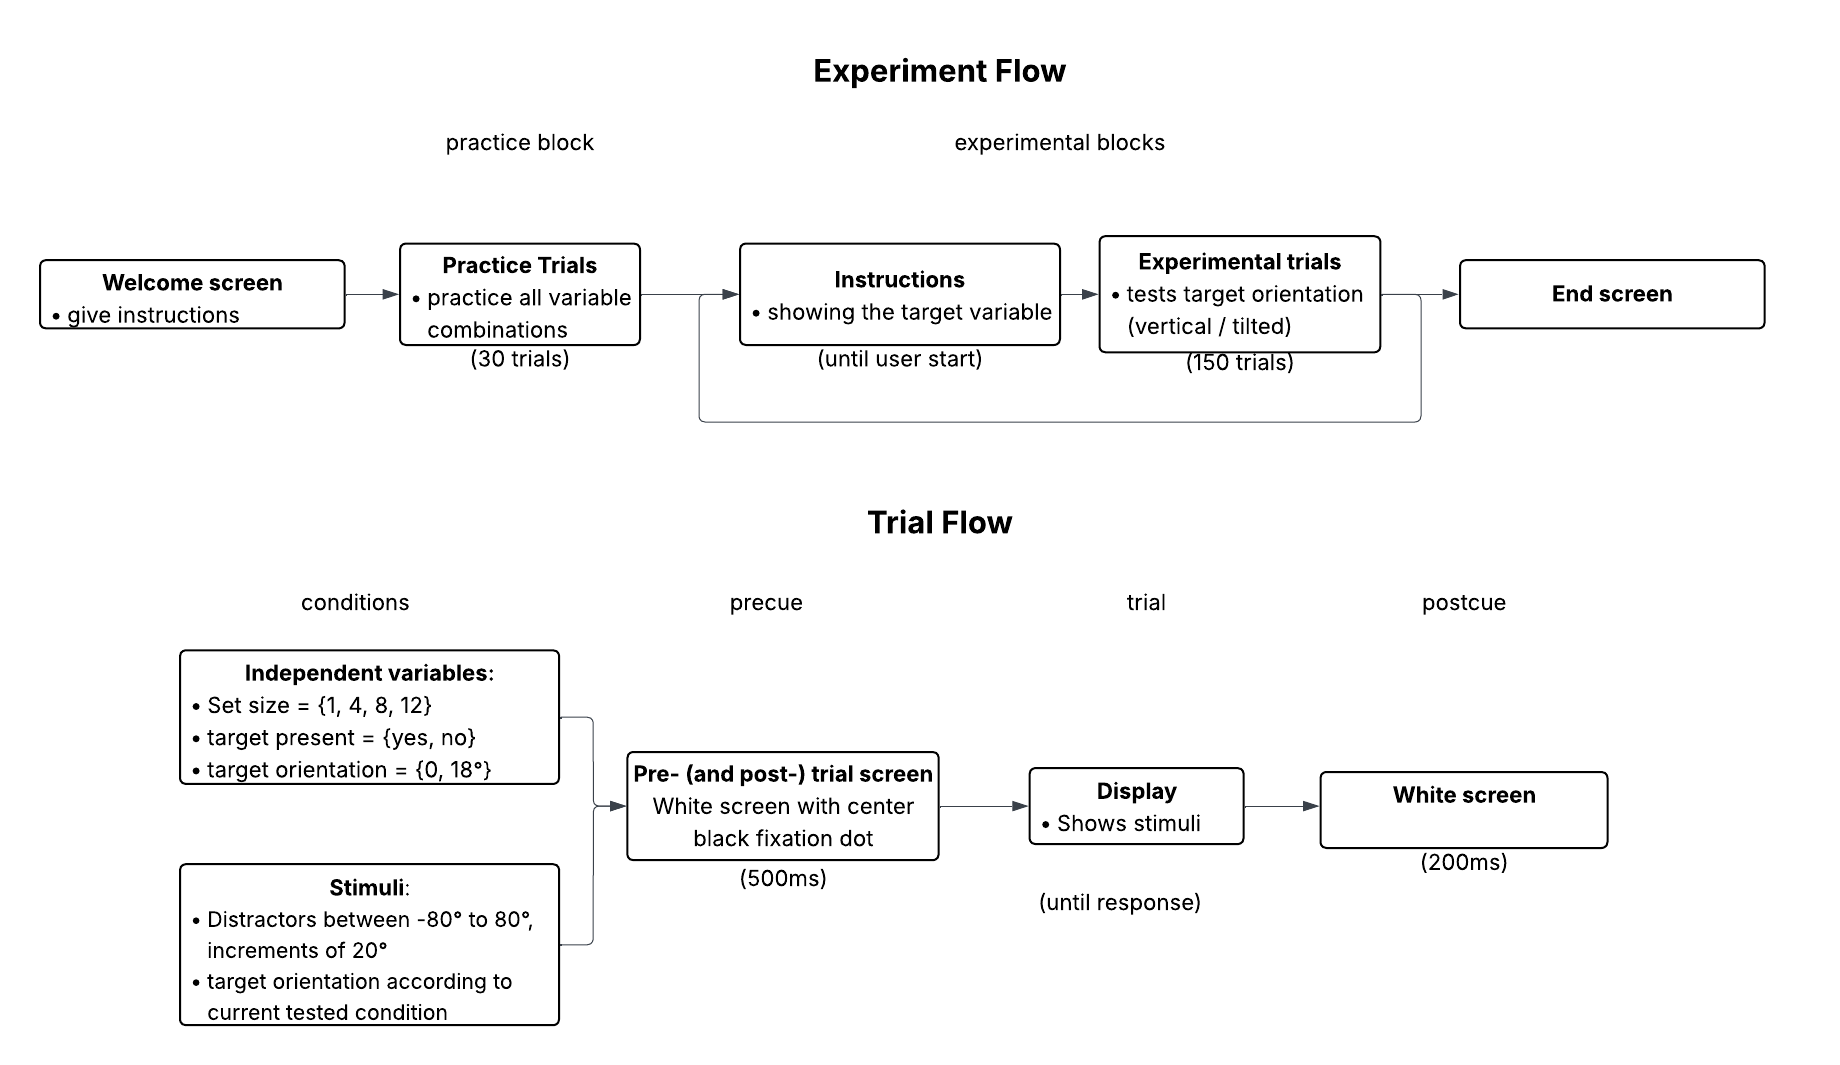 Experiment Flow
practice block
experimental blocks
Welcome screen
• give instructions
Practice Trials
• practice all variable
combinations
(30 trials)
Instructions
• showing the target variable
(until user start)
Experimental trials
• tests target orientation
(vertical / tilted)
(150 trials)
End screen
Trial Flow
conditions
precue
trial
postcue
Independent variables:
• Set size = {1, 4, 8, 12}
• target present = {yes, no}
• target orientation = {0, 18°}
Stimuli:
• Distractors between -80° to 80°,
increments of 20°
• target orientation according to
current tested condition
Pre- (and post-) trial screen
White screen with center
black fixation dot
(500ms)
Display
• Shows stimuli
(until response)
White screen
(200ms)